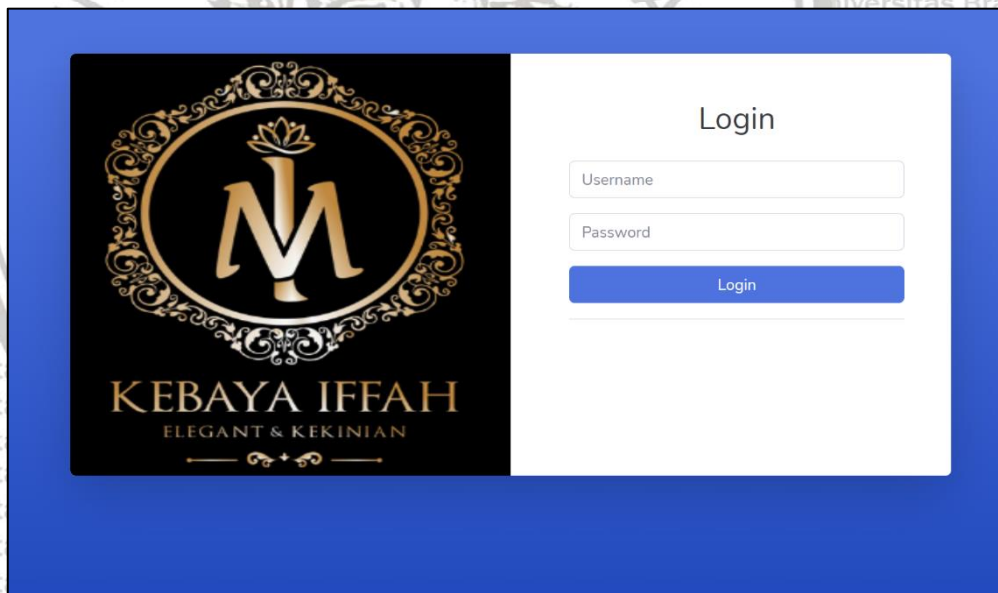 Login
Username
Password
Login
KEBAYA IFFAH
ELEGANT & KEKINIAN